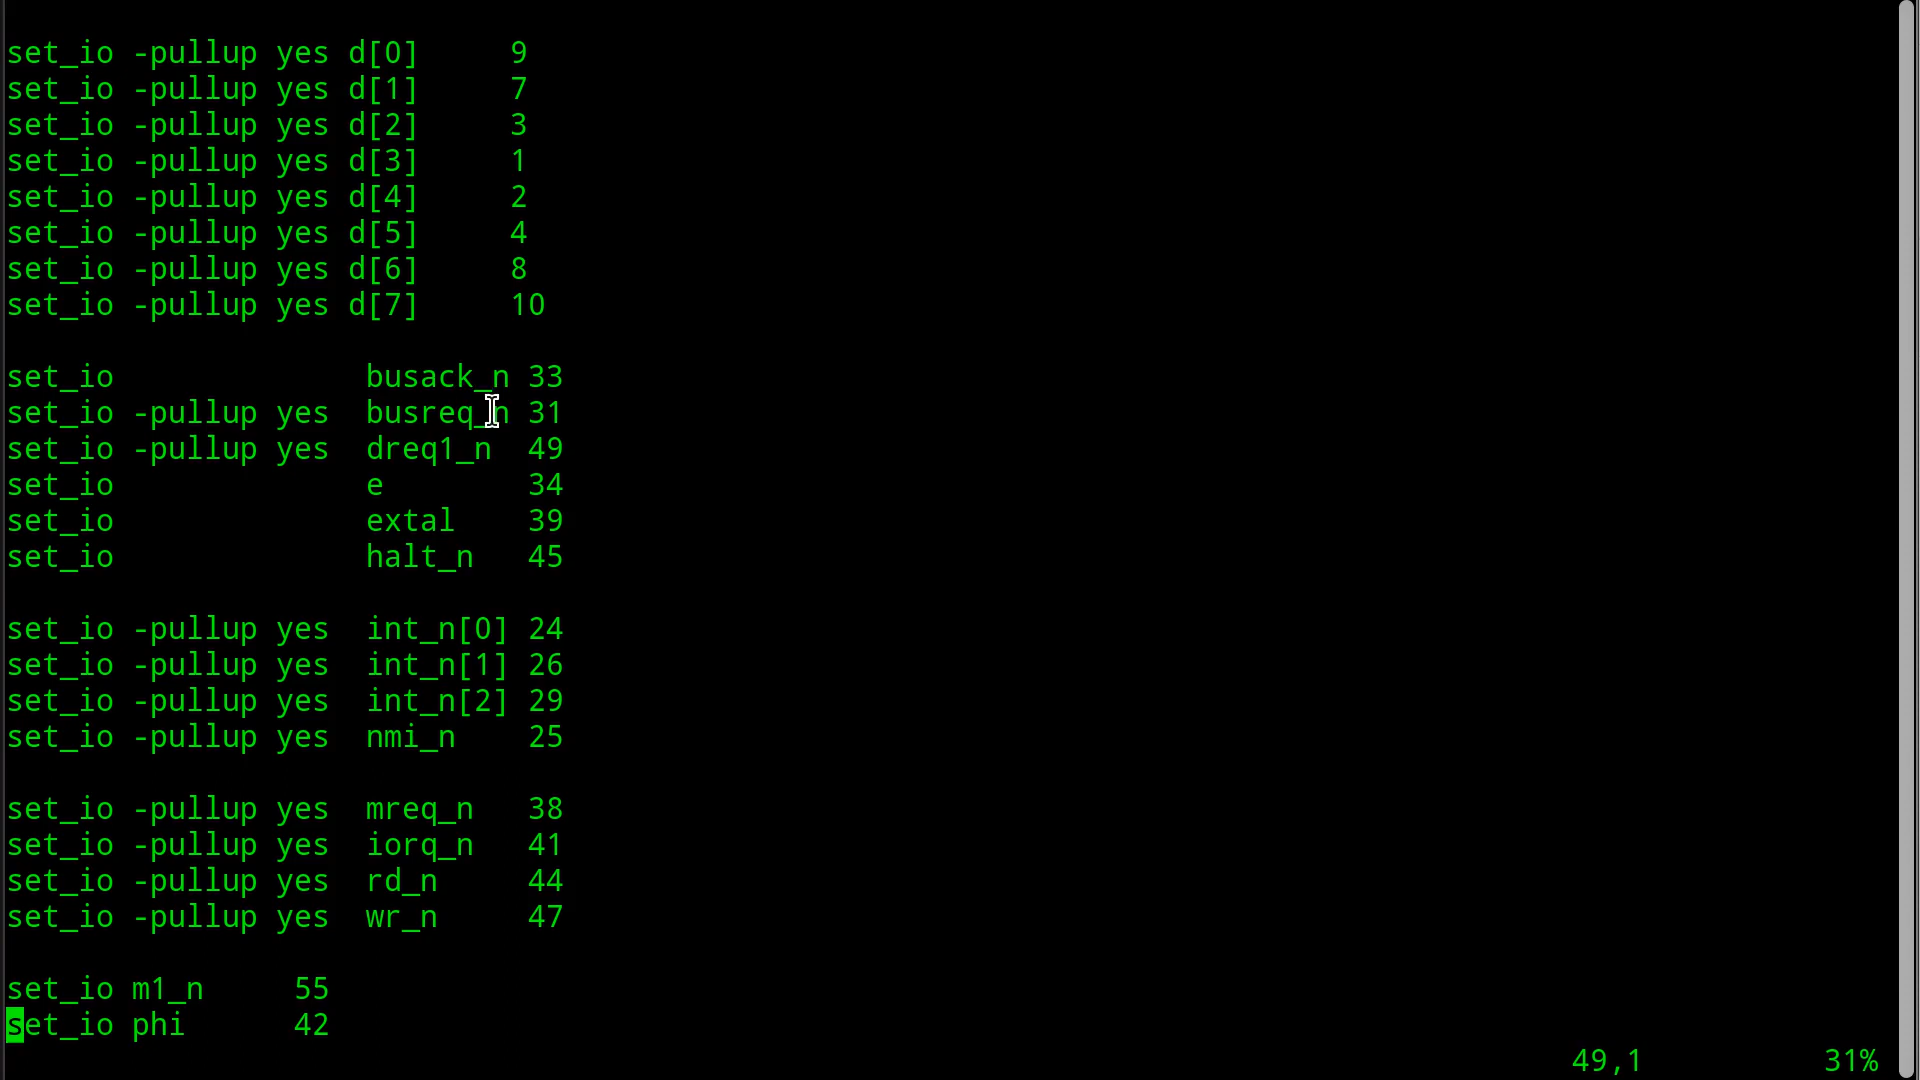 set_io -pullup yes d[0]     9
set_io -pullup yes d[1]     7
set_io -pullup yes d[2]     3
set_io -pullup yes d[3]     1
set_io -pullup yes d[4]     2
set_io -pullup yes d[5]     4
set_io -pullup yes d[6]     8
set_io -pullup yes d[7]     10

set_io              busack_n 33
set_io -pullup yes  busreq_n 31
set_io -pullup yes  dreq1_n  49
set_io              e        34
set_io              extal    39
set_io              halt_n   45

set_io -pullup yes  int_n[0] 24
set_io -pullup yes  int_n[1] 26
set_io -pullup yes  int_n[2] 29
set_io -pullup yes  nmi_n    25

set_io -pullup yes  mreq_n   38
set_io -pullup yes  iorq_n   41
set_io -pullup yes  rd_n     44
set_io -pullup yes  wr_n     47

set_io m1_n     55
set_io phi      42
49,1          31%